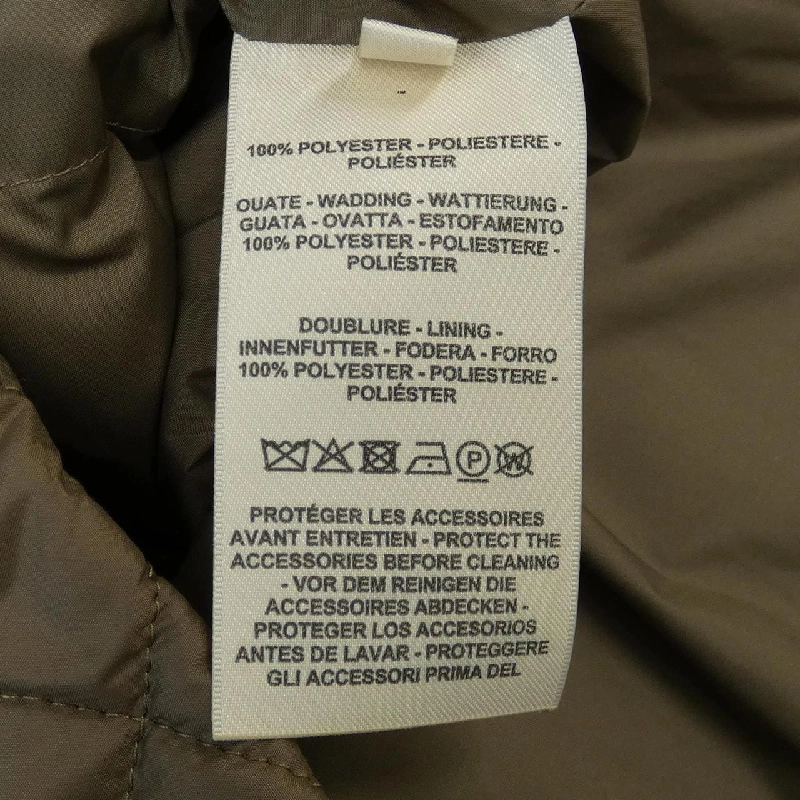 100% POLYESTER - POLIESTERE -
POLIÉSTER
OUATE - WADDING - WATTIERUNG -
GUATA - OVATTA - ESTOFAMENTO
100% POLYESTER - POLIESTERE -
POLIÉSTER
DOUBLURE - LINING -
INNENFUTTER - FODERA - FORRO
100% POLYESTER - POLIESTERE -
POLIÉSTER
P W
PROTÉGER LES ACCESSOIRES
AVANT ENTRETIEN - PROTECT THE
ACCESSORIES BEFORE CLEANING
- VOR DEM REINIGEN DIE
ACCESSOIRES ABDECKEN -
PROTEGER LOS ACCESORIOS
ANTES DE LAVAR - PROTEGGERE
GLI ACCESSORI PRIMA DEL